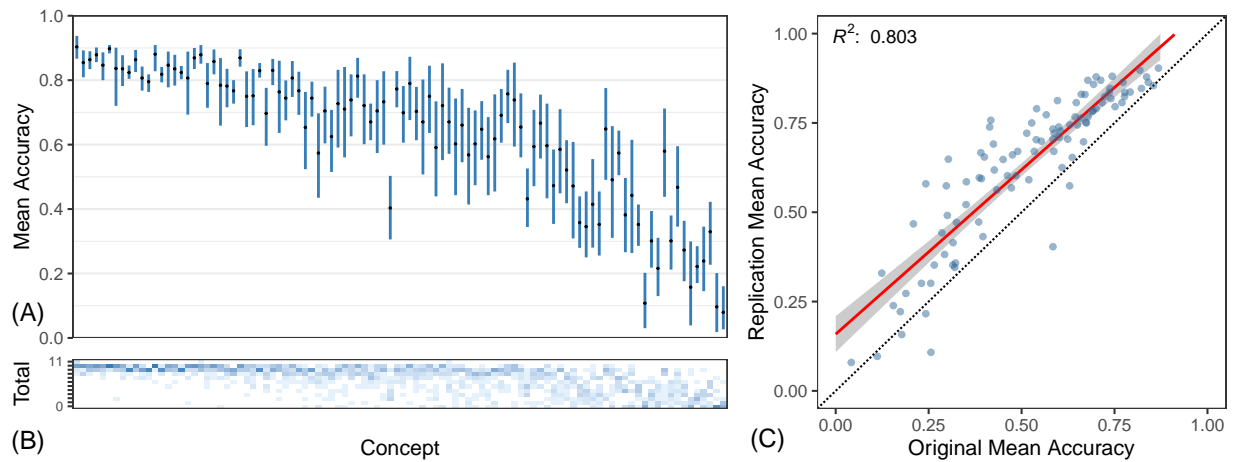 1.0
0.8
0.6
0.4
0.2
0.0
Mean Accuracy
(A)
11
0
Total
(B)
Concept
R²: 0.803
1.00
0.75
0.50
0.25
0.00
Replication Mean Accuracy
0.00 0.25 0.50 0.75 1.00
(C)
Original Mean Accuracy